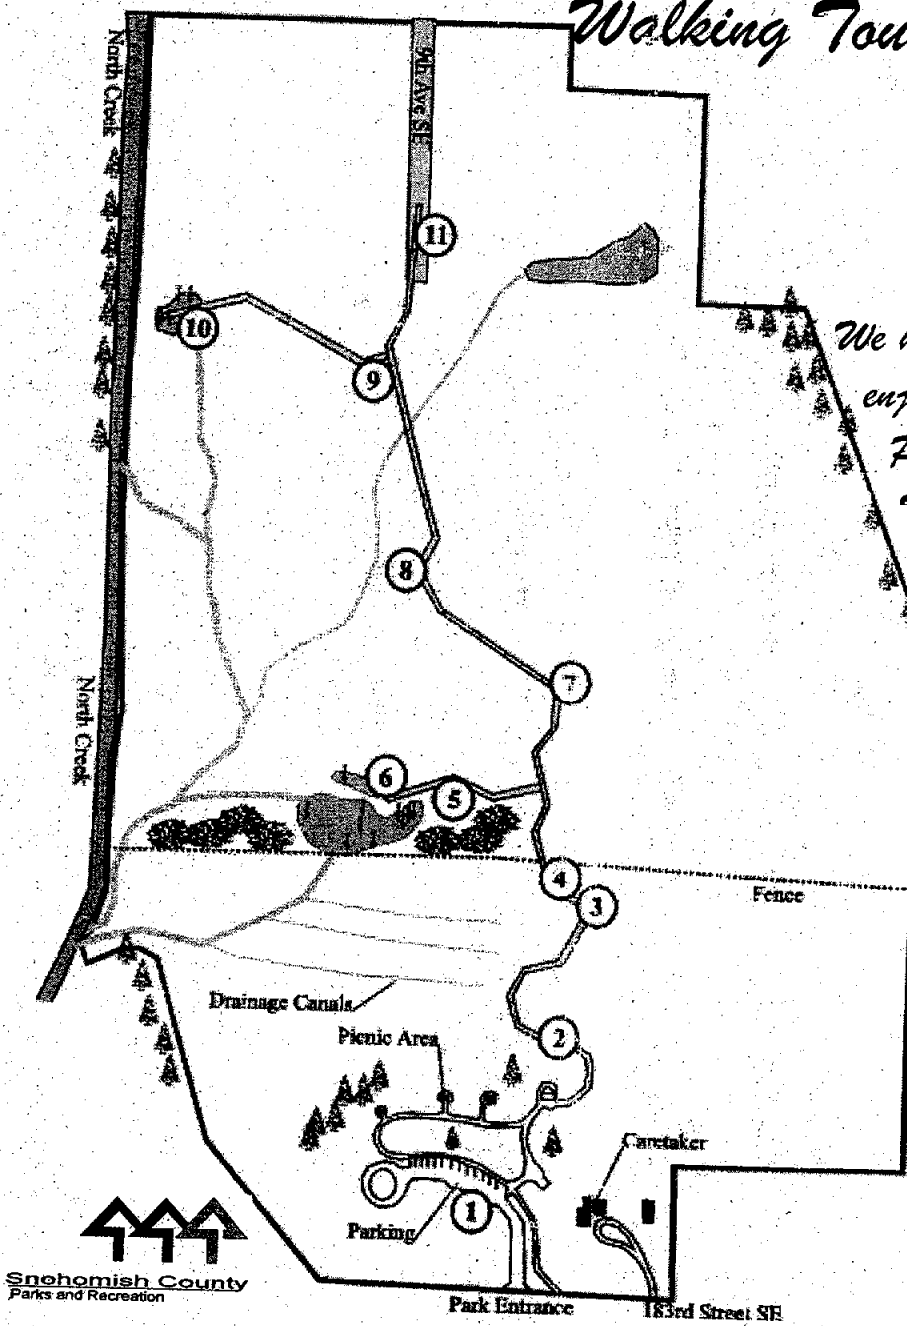 Walking Tou
North Creek
9th Ave SE
11
We h
10
9
enj
8
7
North Creek
6
5
4
Fence
3
Drainage Canals
2
Picnic Area
Caretaker
1
Parking
Snohomish County
Parks and Recreation
Park Entrance
183rd Street SE